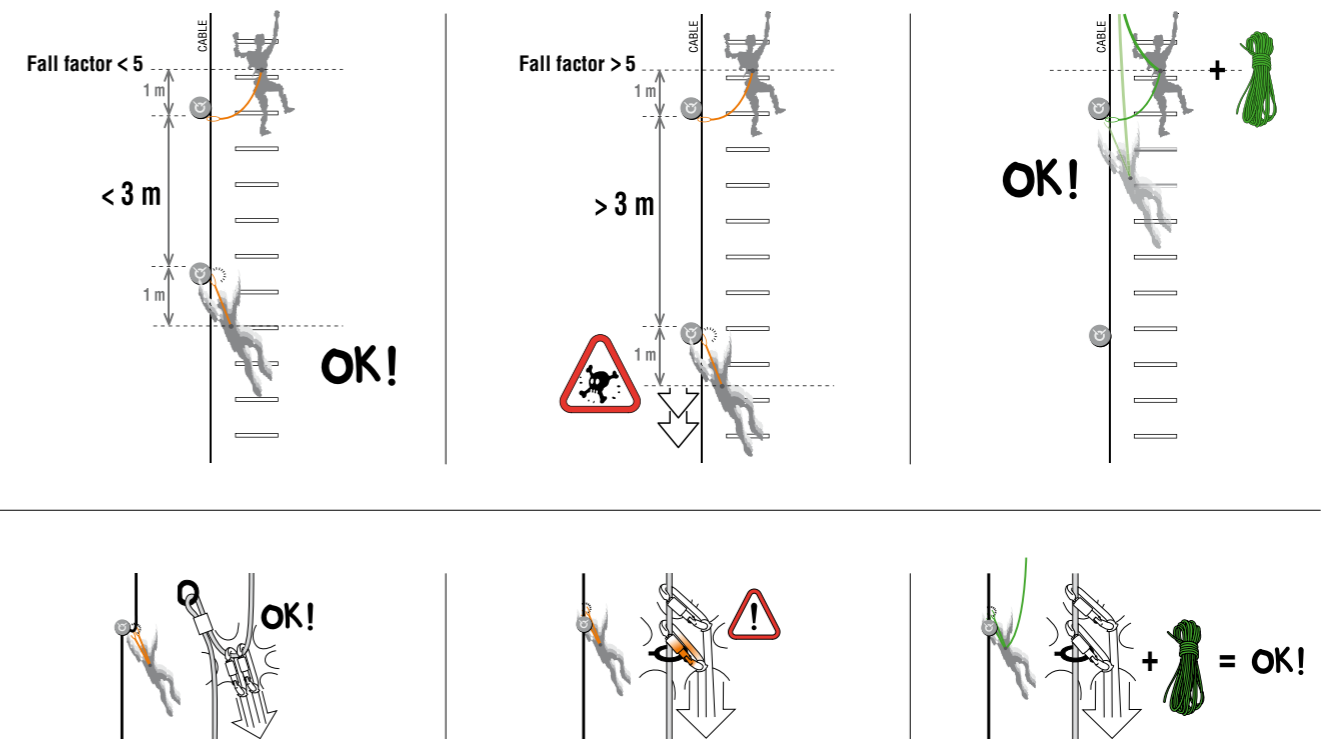 CABLE
Fall factor < 5
1 m
< 3 m
1 m
OK!
CABLE
Fall factor > 5
1 m
> 3 m
1 m
CABLE
+
OK!
OK!
!
+ = OK!